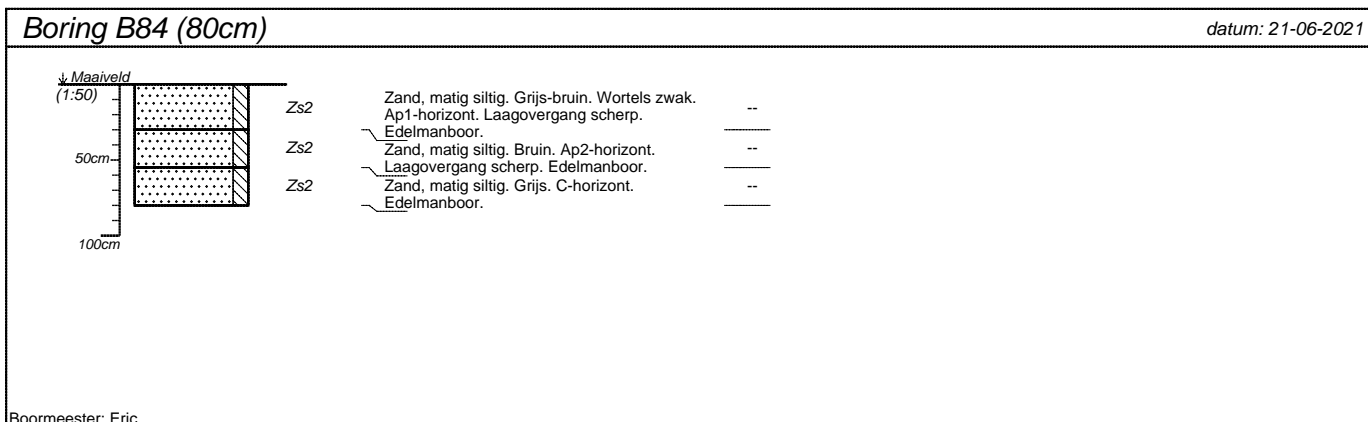 Boring B84 (80cm)
datum: 21-06-2021
Maaiveld
(1:50)
Zs2
Zand, matig siltig. Grijs-bruin. Wortels zwak.
Ap1-horizont. Laagovergang scherp.
Edelmanboor.
--
50cm
Zs2
Zand, matig siltig. Bruin. Ap2-horizont.
Laagovergang scherp. Edelmanboor.
--
Zs2
Zand, matig siltig. Grijs. C-horizont.
Edelmanboor.
--
100cm
Boormeester: Eric